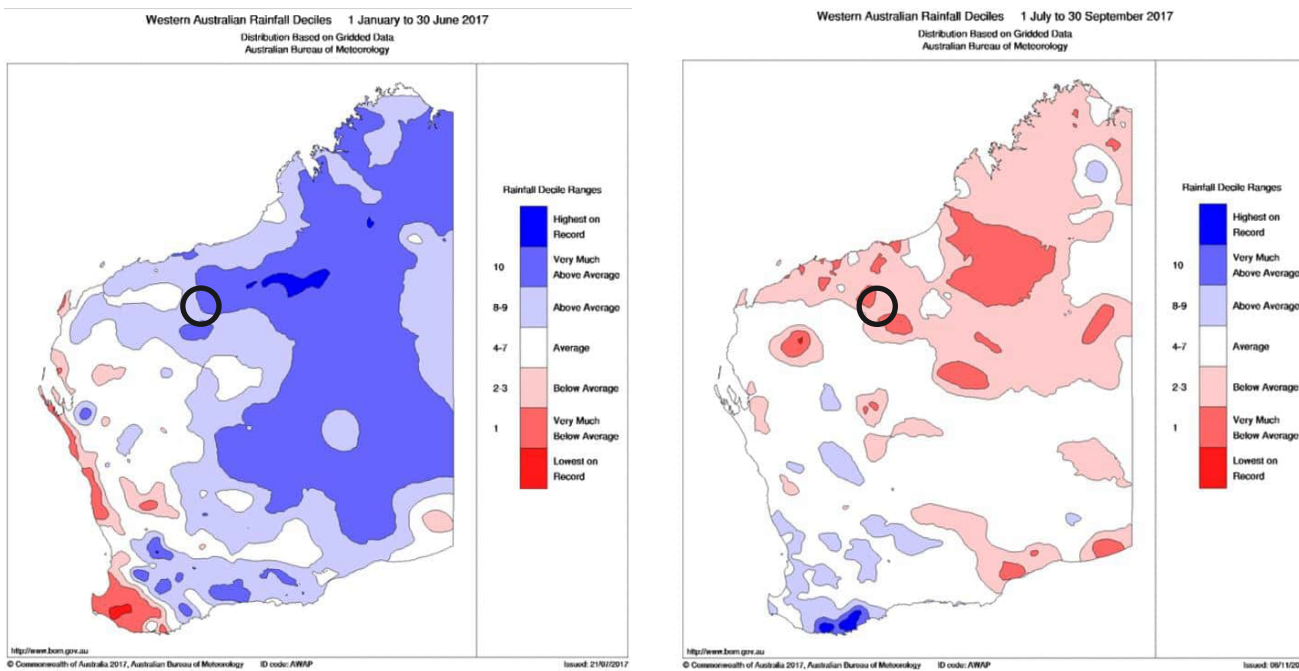 Western Australian Rainfall Deciles 1 January to 30 June 2017
Distribution Based on Gridded Data
Australian Bureau of Meteorology
Rainfall Decile Ranges
Highest on
Record
10
Very Much
Above Average
8-9
Above Average
4-7
Average
2-3
Below Average
1
Very Much
Below Average
Lowest on
Record
http://www.bom.gov.au
© Commonwealth of Australia 2017, Australian Bureau of Meteorology ID code: AWAP Issued: 21/07/2017
Western Australian Rainfall Deciles 1 July to 30 September 2017
Distribution Based on Gridded Data
Australian Bureau of Meteorology
Rainfall Decile Ranges
Highest on
Record
10
Very Much
Above Average
8-9
Above Average
4-7
Average
2-3
Below Average
1
Very Much
Below Average
Lowest on
Record
http://www.bom.gov.au
© Commonwealth of Australia 2017, Australian Bureau of Meteorology ID code: AWAP Issued: